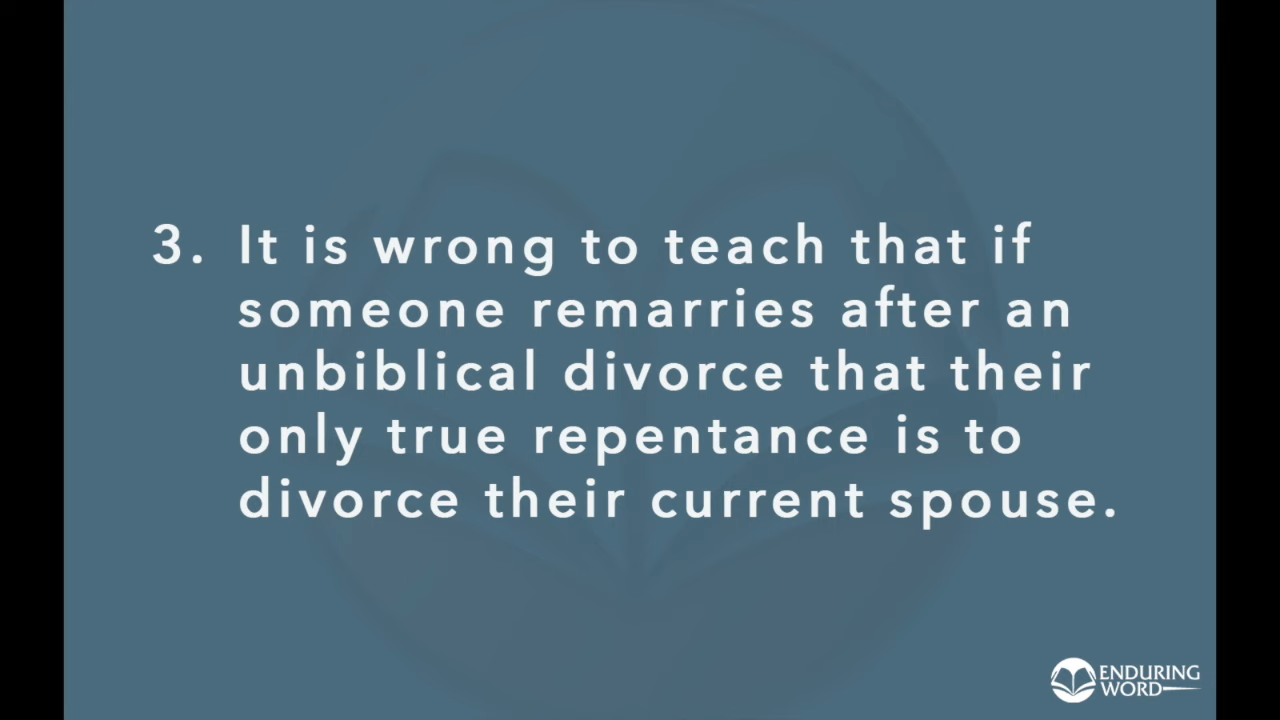 3. It is wrong to teach that if
someone remarries after an
unbiblical divorce that their
only true repentance is to
divorce their current spouse.
ENDURING
WORD